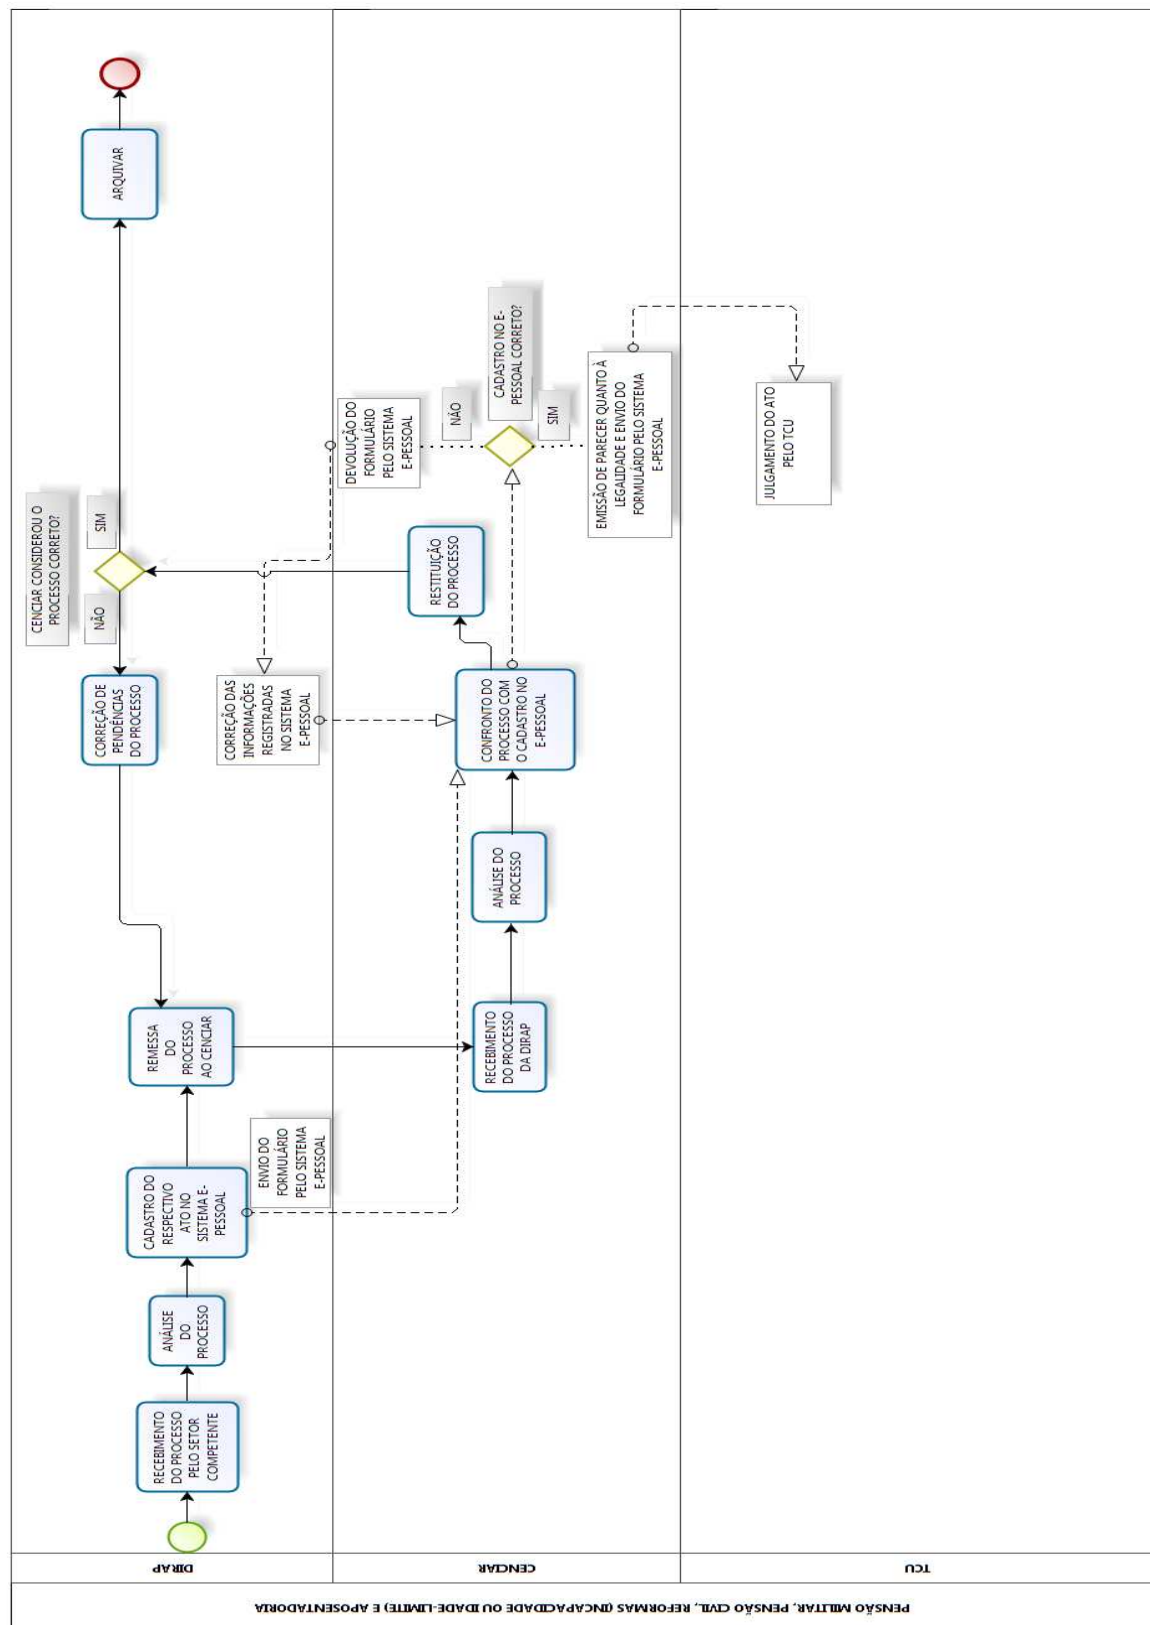 PENSÃO MILITAR, PENSÃO CIVIL, REFORMAS (INCAPACIDADE OU IDADE-LIMITE) E APOSENTADORIA
DIRAP
RECEBIMENTO
DO PROCESSO
PELO SETOR
COMPETENTE
ANÁLISE
DO
PROCESSO
CADASTRO DO
RESPECTIVO
ATO NO
SISTEMA E-
PESSOAL
ENVIO DO
FORMULÁRIO
PELO SISTEMA
E-PESSOAL
REMESSA
DO
PROCESSO
AO CENCIAR
CORREÇÃO DE
PENDÊNCIAS
DO PROCESSO
CORREÇÃO DAS
INFORMAÇÕES
REGISTRADAS
NO SISTEMA
E-PESSOAL
CENCIAR CONSIDEROU O
PROCESSO CORRETO?
NÃO
SIM
ARQUIVAR
CENCIAR
RECEBIMENTO
DO PROCESSO
DA DIRAP
ANÁLISE DO
PROCESSO
CONFRONTO DO
PROCESSO COM
O CADASTRO NO
E-PESSOAL
RESTITUIÇÃO
DO PROCESSO
DEVOLUÇÃO DO
FORMULÁRIO
PELO SISTEMA
E-PESSOAL
NÃO
CADASTRO NO E-
PESSOAL CORRETO?
SIM
EMISSÃO DE PARECER QUANTO À
LEGALIDADE E ENVIO DO
FORMULÁRIO PELO SISTEMA
E-PESSOAL
TCU
JULGAMENTO DO ATO
PELO TCU